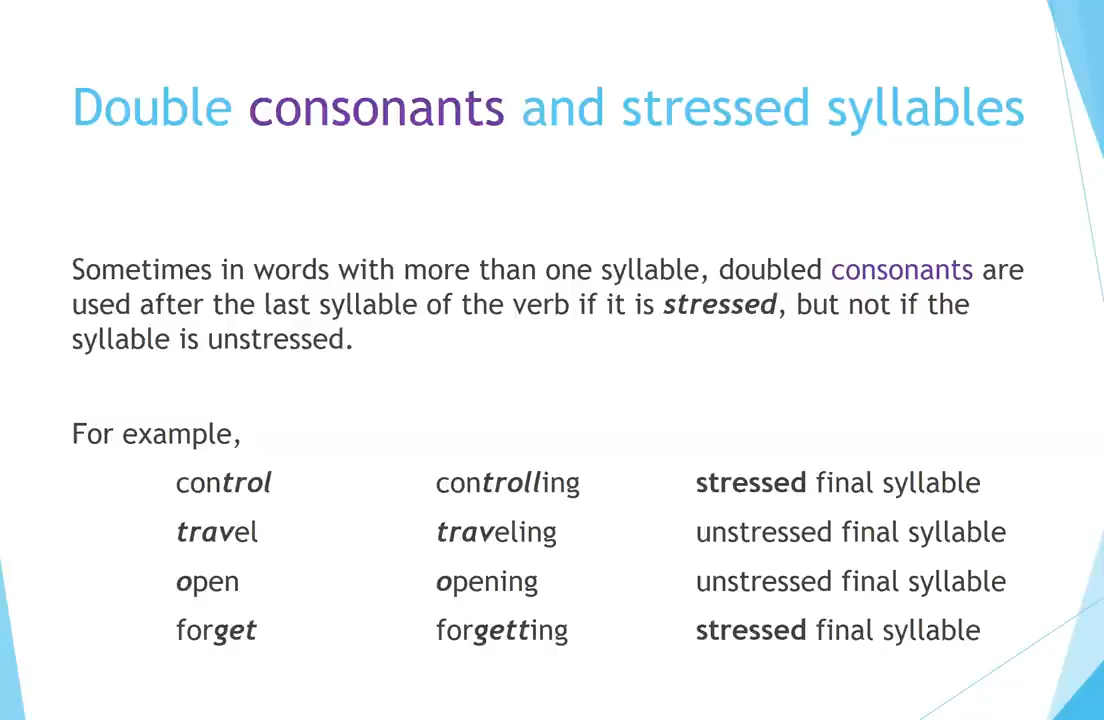 Double consonants and stressed syllables
Sometimes in words with more than one syllable, doubled consonants are
used after the last syllable of the verb if it is stressed, but not if the
syllable is unstressed.
For example,
control controlling stressed final syllable
travel traveling unstressed final syllable
open opening unstressed final syllable
forget forgetting stressed final syllable